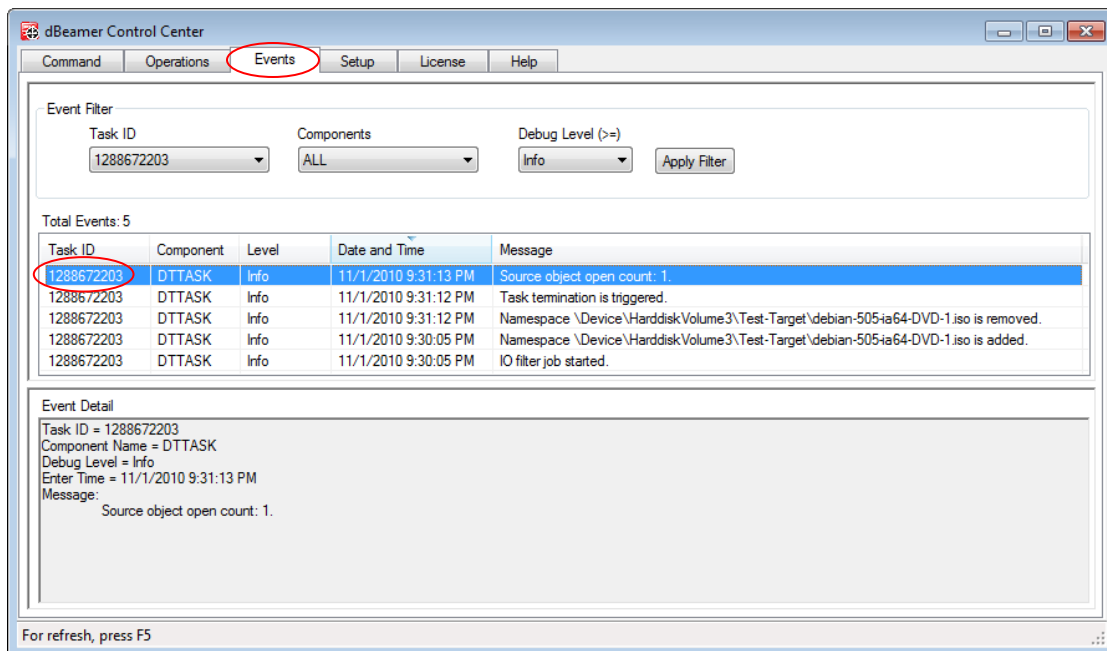 dBeamer Control Center
Command Operations Events Setup License Help
Event Filter
Task ID Components Debug Level (>=)
1288672203 ALL Info Apply Filter
Total Events: 5
Task ID Component Level Date and Time Message
1288672203 DTTASK Info 11/1/2010 9:31:13 PM Source object open count: 1.
1288672203 DTTASK Info 11/1/2010 9:31:12 PM Task termination is triggered.
1288672203 DTTASK Info 11/1/2010 9:31:12 PM Namespace \Device\HarddiskVolume3\Test-Target\debian-505-ia64-DVD-1.iso is removed.
1288672203 DTTASK Info 11/1/2010 9:30:05 PM Namespace \Device\HarddiskVolume3\Test-Target\debian-505-ia64-DVD-1.iso is added.
1288672203 DTTASK Info 11/1/2010 9:30:05 PM IO filter job started.
Event Detail
Task ID = 1288672203
Component Name = DTTASK
Debug Level = Info
Enter Time = 11/1/2010 9:31:13 PM
Message:
Source object open count: 1.
For refresh, press F5